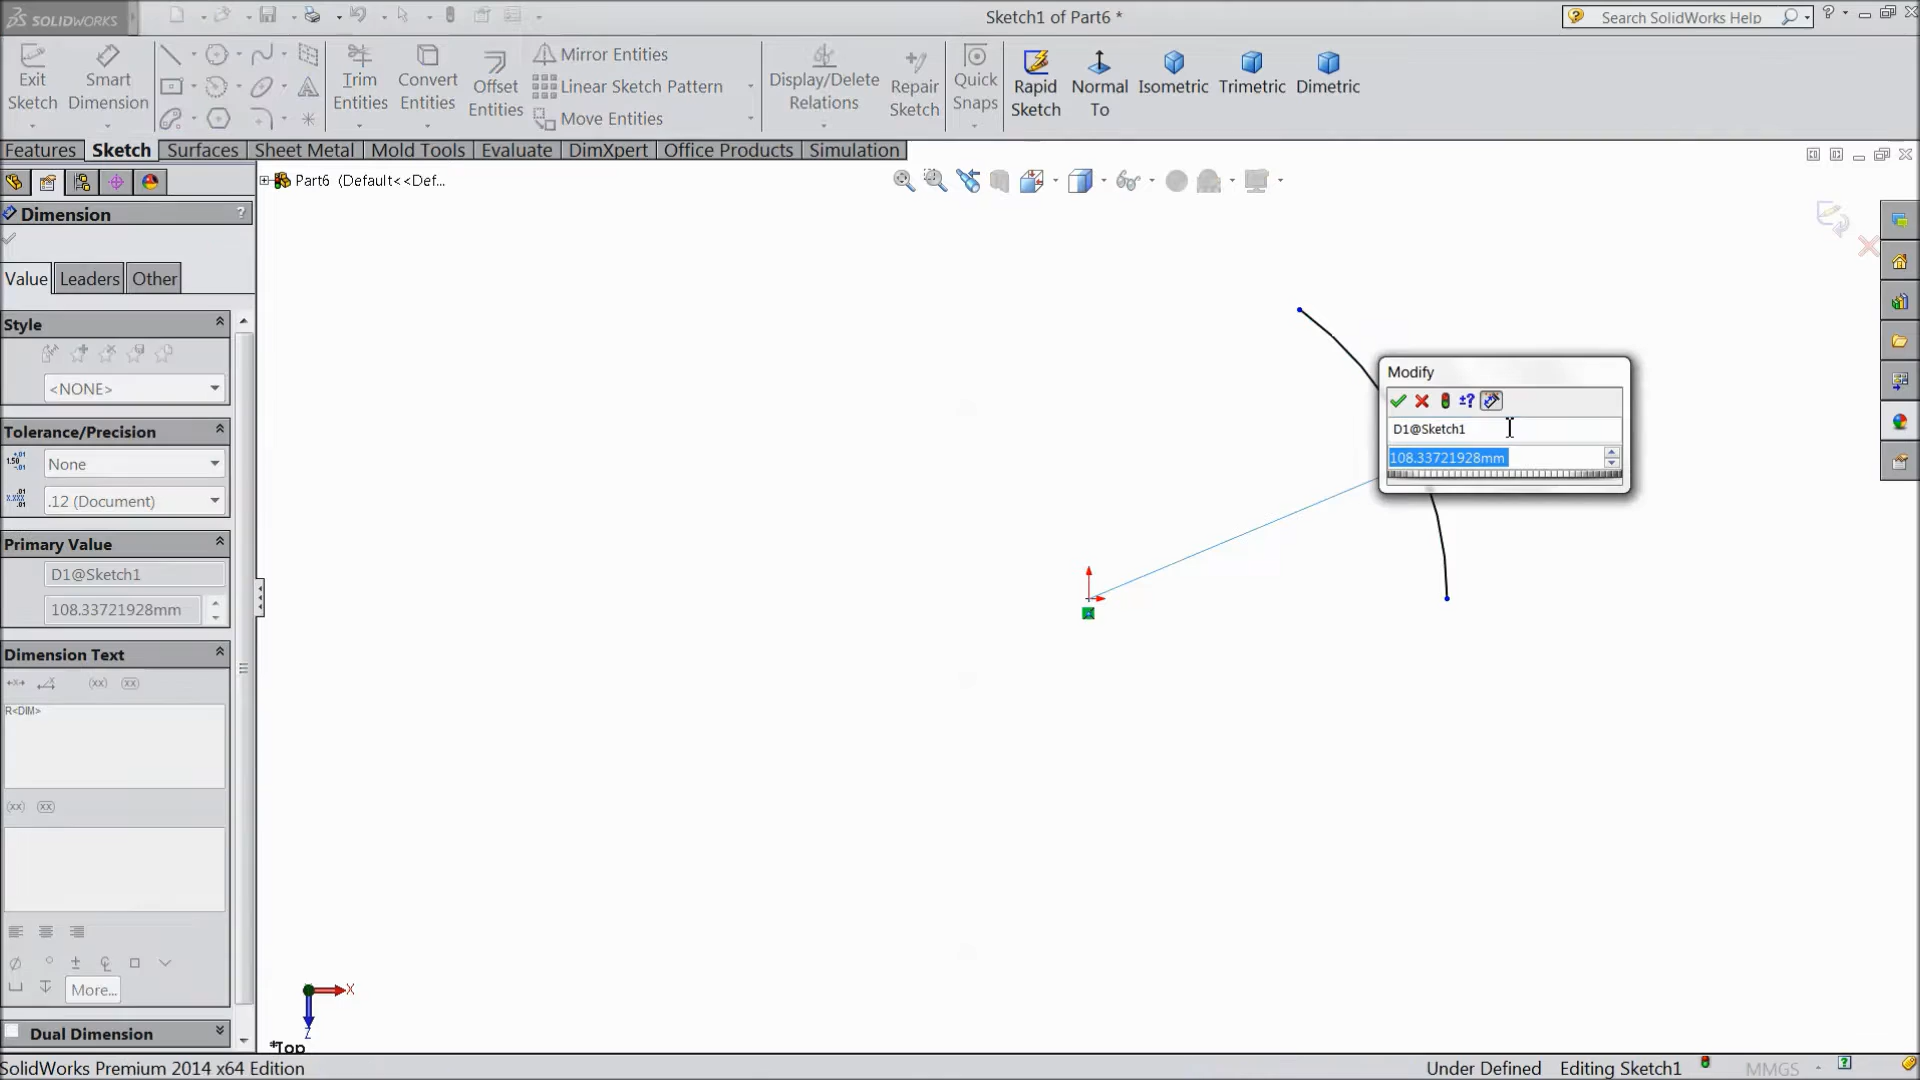 SOLIDWORKS
Sketch1 of Part6 *
Search SolidWorks Help
Exit Sketch
Smart Dimension
Trim Entities
Convert Entities
Offset Entities
Mirror Entities
Linear Sketch Pattern
Move Entities
Display/Delete Relations
Repair Sketch
Quick Snaps
Rapid Sketch
Normal To
Isometric
Trimetric
Dimetric
Features
Sketch
Surfaces
Sheet Metal
Mold Tools
Evaluate
DimXpert
Office Products
Simulation
Part6 (Default<<Def...
Dimension
?
Value
Leaders
Other
Style
<NONE>
Tolerance/Precision
None
.12 (Document)
Primary Value
D1@Sketch1
108.33721928mm
Dimension Text
R<DIM>
More...
Dual Dimension
Modify
±?
D1@Sketch1
108.33721928mm
X
Z
*Top
SolidWorks Premium 2014 x64 Edition
Under Defined
Editing Sketch1
MMGS